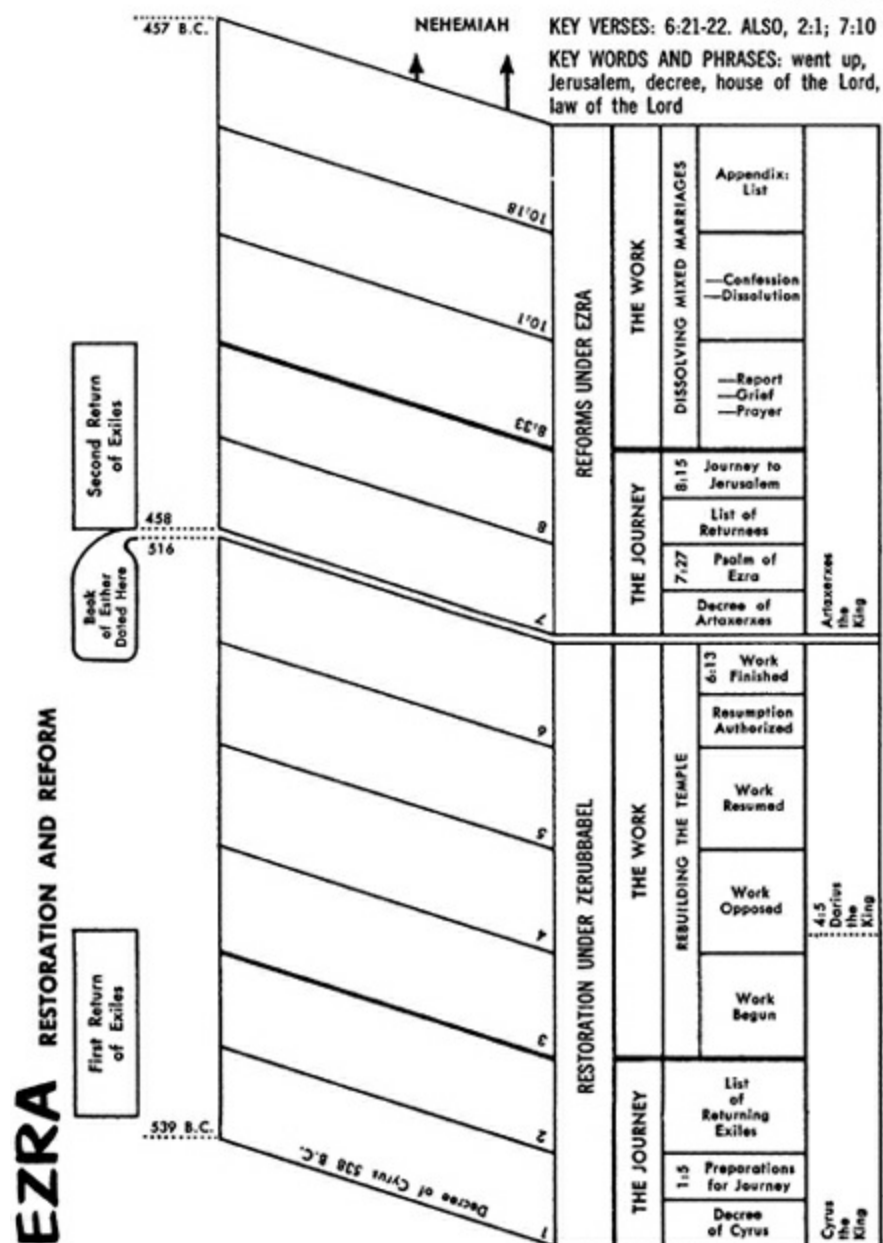 EZRA RESTORATION AND REFORM
457 B.C.
NEHEMIAH
KEY VERSES: 6:21-22. ALSO, 2:1; 7:10
KEY WORDS AND PHRASES: went up,
Jerusalem, decree, house of the Lord,
law of the Lord
Second Return
of Exiles
458
516
Book
of Esther
Dated Here
First Return
of Exiles
539 B.C.
10:18
10:1
8:33
8
7
6
5
4
3
2
1
Decree of Cyrus 538 B.C.
REFORMS UNDER EZRA
THE WORK
DISSOLVING MIXED MARRIAGES
Appendix:
List
—Confession
—Dissolution
—Report
—Grief
—Prayer
THE JOURNEY
8:15
Journey to
Jerusalem
List of
Returnees
7:27
Psalm of
Ezra
Decree of
Artaxerxes
Artaxerxes
the
King
RESTORATION UNDER ZERUBBABEL
THE WORK
REBUILDING THE TEMPLE
6:13
Work
Finished
Resumption
Authorized
Work
Resumed
Work
Opposed
Work
Begun
4:5
Darius
the
King
THE JOURNEY
List
of
Returning
Exiles
1:5
Preparations
for Journey
Decree
of Cyrus
Cyrus
the
King